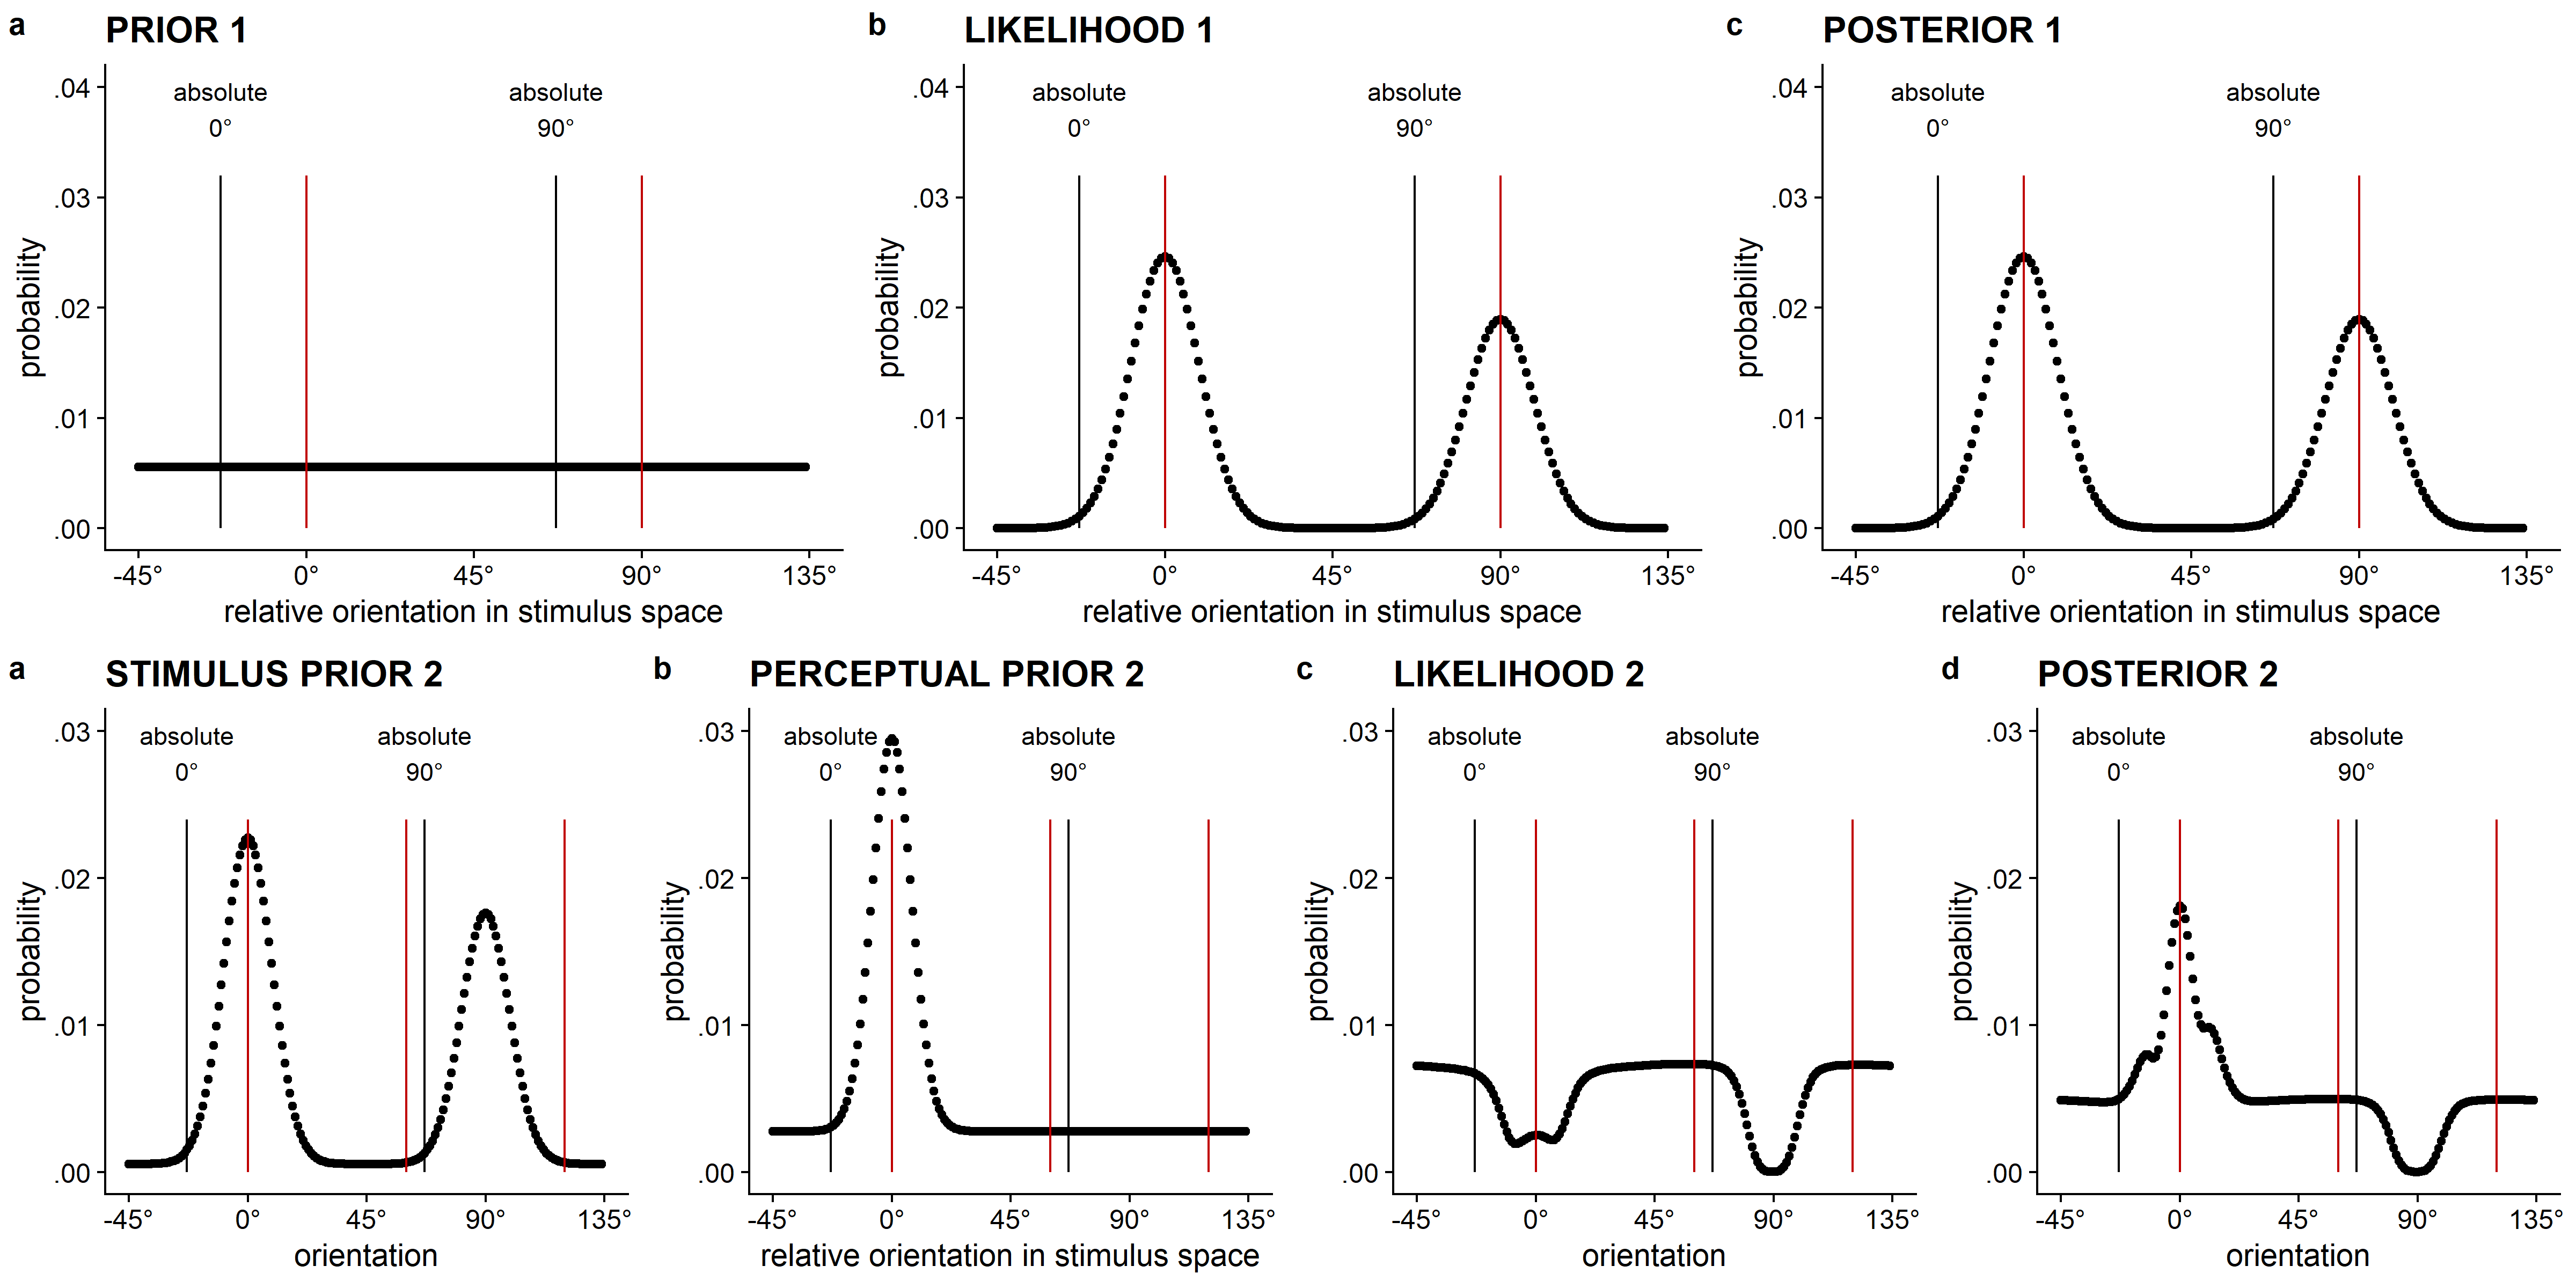 a PRIOR 1
.04
.03
.02
.01
.00
absolute 0°
absolute 90°
probability
-45° 0° 45° 90° 135°
relative orientation in stimulus space
b LIKELIHOOD 1
.04
.03
.02
.01
.00
absolute 0°
absolute 90°
probability
-45° 0° 45° 90° 135°
relative orientation in stimulus space
c POSTERIOR 1
.04
.03
.02
.01
.00
absolute 0°
absolute 90°
probability
-45° 0° 45° 90° 135°
relative orientation in stimulus space
a STIMULUS PRIOR 2
.03
.02
.01
.00
absolute 0°
absolute 90°
probability
-45° 0° 45° 90° 135°
orientation
b PERCEPTUAL PRIOR 2
.03
.02
.01
.00
absolute 0°
absolute 90°
probability
-45° 0° 45° 90° 135°
relative orientation in stimulus space
c LIKELIHOOD 2
.03
.02
.01
.00
absolute 0°
absolute 90°
probability
-45° 0° 45° 90° 135°
orientation
d POSTERIOR 2
.03
.02
.01
.00
absolute 0°
absolute 90°
probability
-45° 0° 45° 90° 135°
orientation